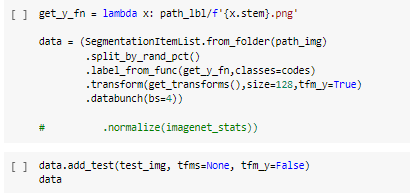 [ ] get_y_fn = lambda x: path_lbl/f'{x.stem}.png'
data = (SegmentationItemList.from_folder(path_img)
.split_by_rand_pct()
.label_from_func(get_y_fn,classes=codes)
.transform(get_transforms(),size=128,tfm_y=True)
.databunch(bs=4))
# .normalize(imagenet_stats))
[ ] data.add_test(test_img, tfms=None, tfm_y=False)
data